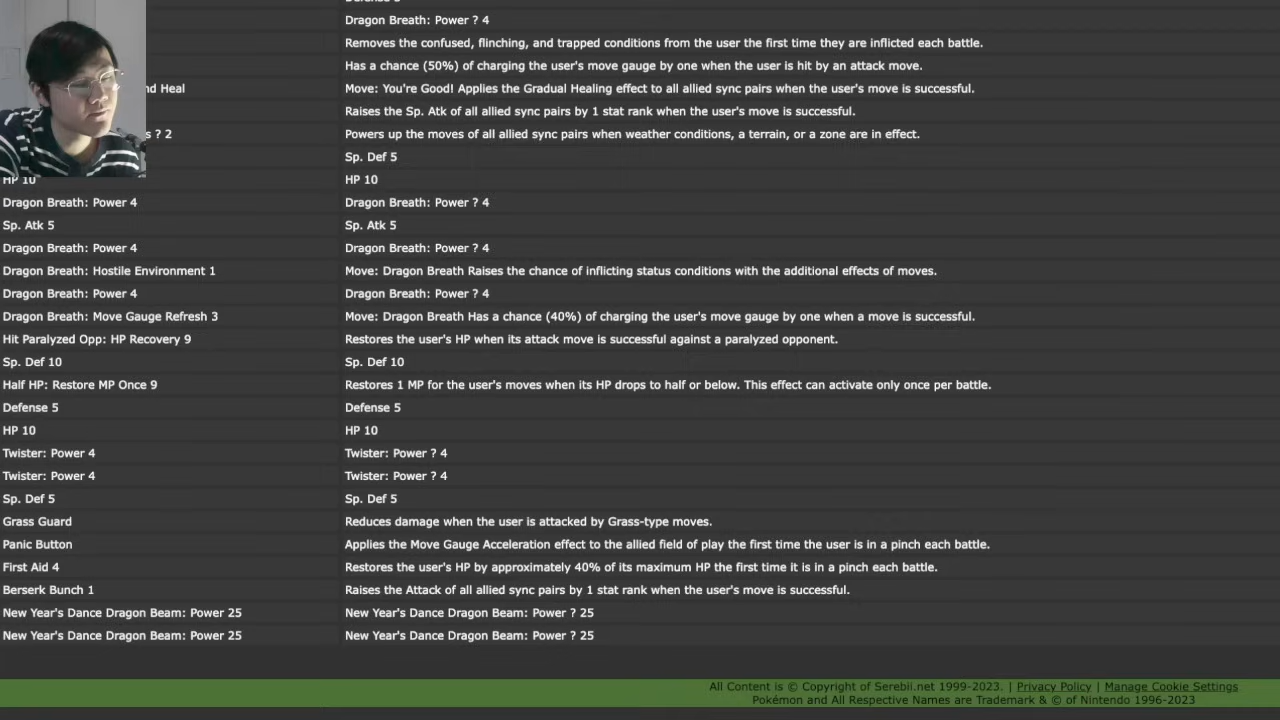 Dragon Breath: Power ? 4
Removes the confused, flinching, and trapped conditions from the user the first time they are inflicted each battle.
Has a chance (50%) of charging the user's move gauge by one when the user is hit by an attack move.
nd Heal Move: You're Good! Applies the Gradual Healing effect to all allied sync pairs when the user's move is successful.
Raises the Sp. Atk of all allied sync pairs by 1 stat rank when the user's move is successful.
s ? 2 Powers up the moves of all allied sync pairs when weather conditions, a terrain, or a zone are in effect.
Sp. Def 5
HP 10 HP 10
Dragon Breath: Power 4 Dragon Breath: Power ? 4
Sp. Atk 5 Sp. Atk 5
Dragon Breath: Power 4 Dragon Breath: Power ? 4
Dragon Breath: Hostile Environment 1 Move: Dragon Breath Raises the chance of inflicting status conditions with the additional effects of moves.
Dragon Breath: Power 4 Dragon Breath: Power ? 4
Dragon Breath: Move Gauge Refresh 3 Move: Dragon Breath Has a chance (40%) of charging the user's move gauge by one when a move is successful.
Hit Paralyzed Opp: HP Recovery 9 Restores the user's HP when its attack move is successful against a paralyzed opponent.
Sp. Def 10 Sp. Def 10
Half HP: Restore MP Once 9 Restores 1 MP for the user's moves when its HP drops to half or below. This effect can activate only once per battle.
Defense 5 Defense 5
HP 10 HP 10
Twister: Power 4 Twister: Power ? 4
Twister: Power 4 Twister: Power ? 4
Sp. Def 5 Sp. Def 5
Grass Guard Reduces damage when the user is attacked by Grass-type moves.
Panic Button Applies the Move Gauge Acceleration effect to the allied field of play the first time the user is in a pinch each battle.
First Aid 4 Restores the user's HP by approximately 40% of its maximum HP the first time it is in a pinch each battle.
Berserk Bunch 1 Raises the Attack of all allied sync pairs by 1 stat rank when the user's move is successful.
New Year's Dance Dragon Beam: Power 25 New Year's Dance Dragon Beam: Power ? 25
New Year's Dance Dragon Beam: Power 25 New Year's Dance Dragon Beam: Power ? 25
All Content is © Copyright of Serebii.net 1999-2023. | Privacy Policy | Manage Cookie Settings
Pokémon and All Respective Names are Trademark & © of Nintendo 1996-2023